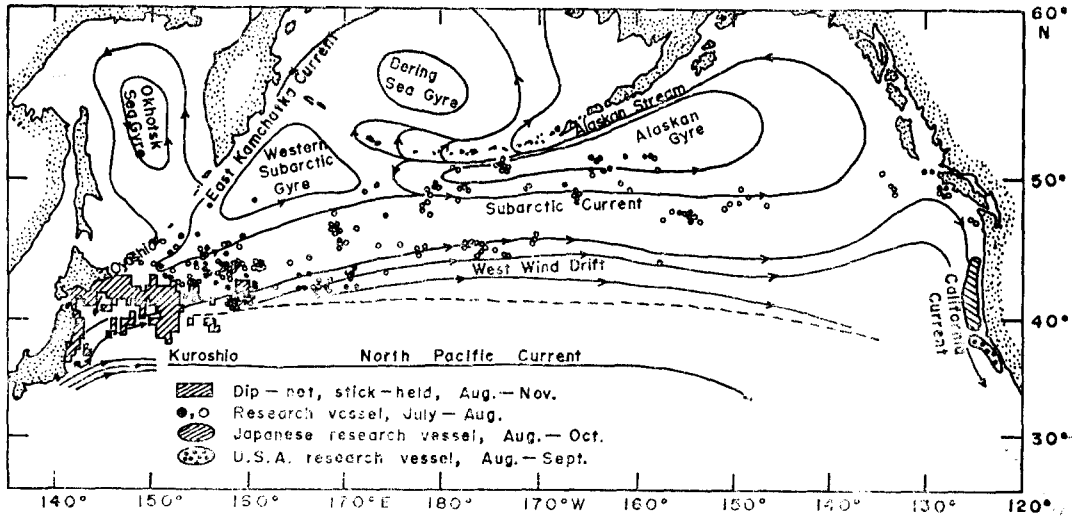 60°
N
Okhotsk
Sea Gyre
East Kamchatka Current
Bering
Sea Gyre
Alaskan Stream
Alaskan
Gyre
Western
Subarctic
Gyre
50°
Subarctic Current
Oyashio
West Wind Drift
California
Current
40°
Kuroshio
North Pacific Current
Dip-net, stick-held, Aug.-Nov.
Research vessel, July-Aug.
Japanese research vessel, Aug.-Oct.
U.S.A. research vessel, Aug.-Sept.
30°
140° 150° 160° 170°E 180° 170°W 160° 150° 140° 130° 120°